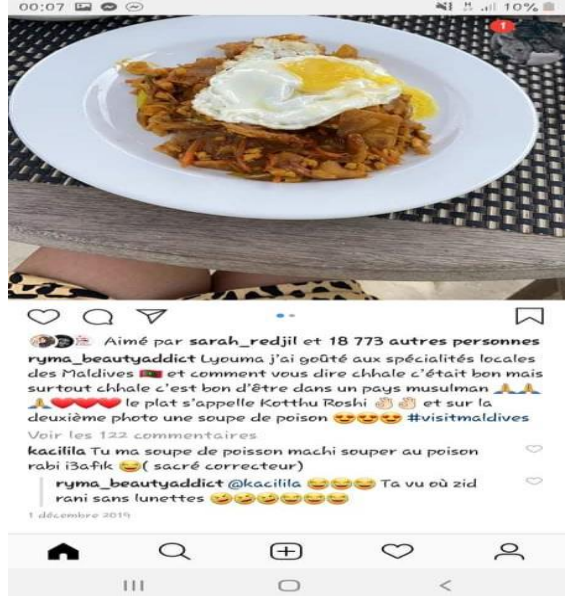 00:07
10%
1
Aimé par sarah_redjil et 18 773 autres personnes
ryma_beautyaddict Lyouma j'ai goûté aux spécialités locales
des Maldives 🇲🇻 et comment vous dire chhale c'était bon mais
surtout chhale c'est bon d'être dans un pays musulman 🙏🙏
🙏❤️❤️❤️ le plat s'appelle Kotthu Roshi 👌👌 et sur la
deuxième photo une soupe de poison 😍😍😍 #visitmaldives
Voir les 122 commentaires
kacilila Tu ma soupe de poisson machi souper au poison
rabi i3afik 😂( sacré correcteur)
ryma_beautyaddict @kacilila 😂😂😂 Ta vu où zid
rani sans lunettes 🤣🤣🤣😂😂😂
1 décembre 2019